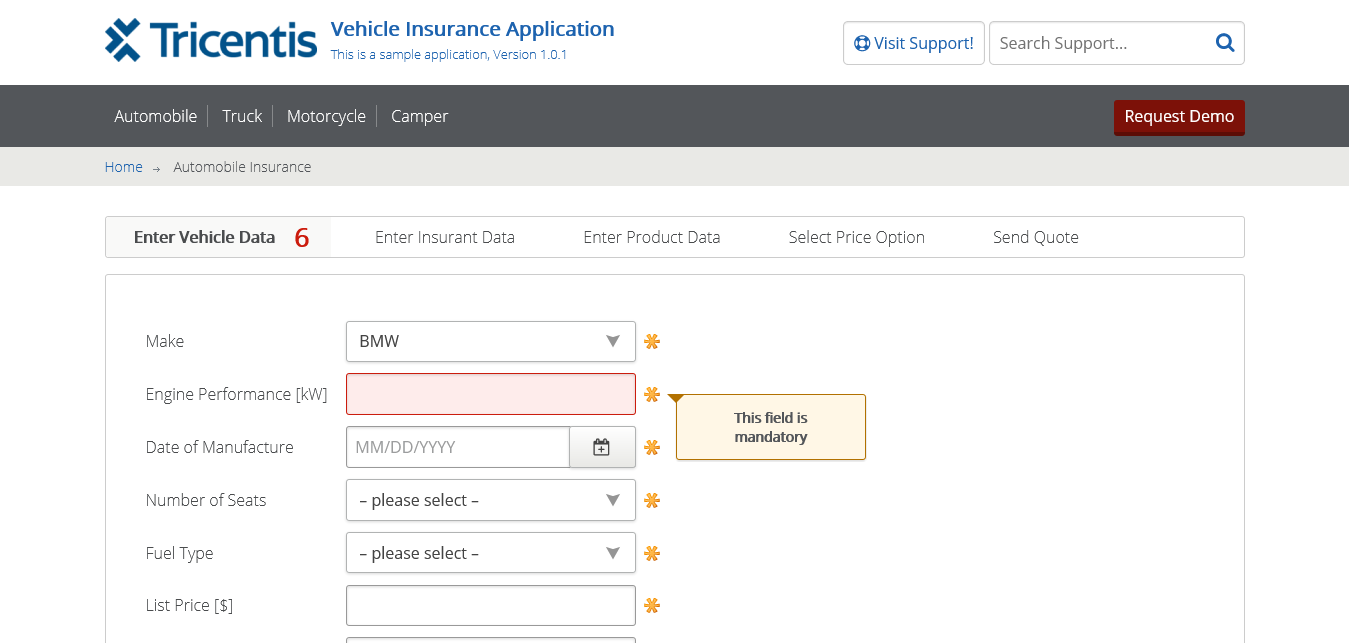 Tricentis
Vehicle Insurance Application
This is a sample application, Version 1.0.1
Visit Support!
Search Support...
Automobile
Truck
Motorcycle
Camper
Request Demo
Home → Automobile Insurance
Enter Vehicle Data 6
Enter Insurant Data
Enter Product Data
Select Price Option
Send Quote
Make
BMW
Engine Performance [kW]
This field is
mandatory
Date of Manufacture
MM/DD/YYYY
Number of Seats
– please select –
Fuel Type
– please select –
List Price [$]